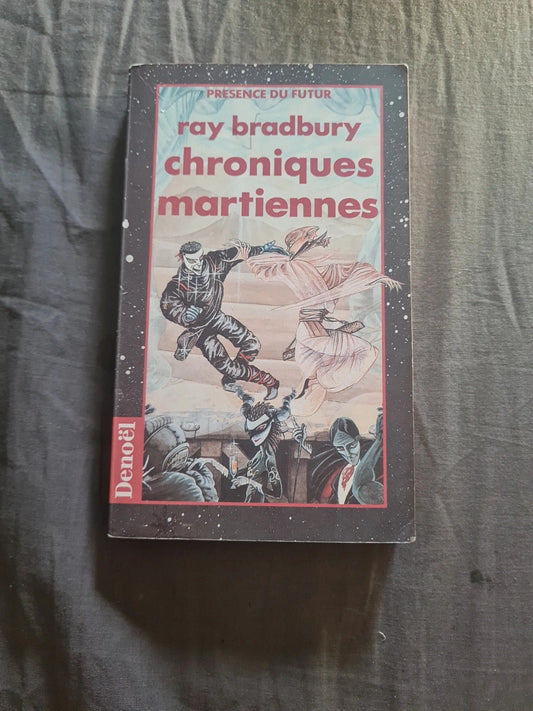 PRESENCE DU FUTUR
ray bradbury
chroniques
martiennes
Denoël